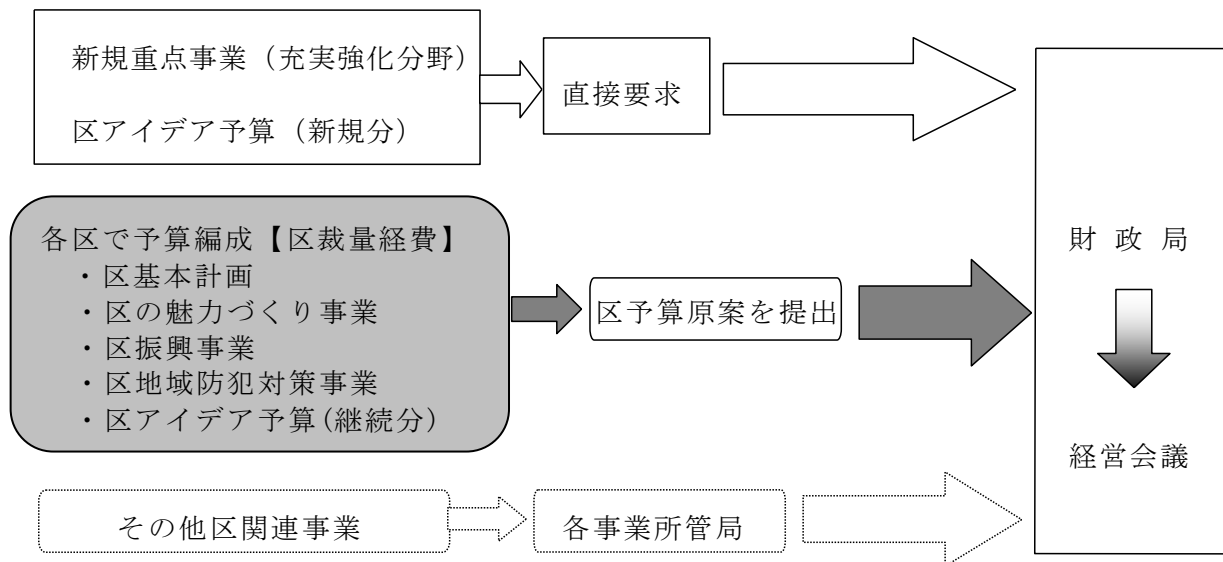 新規重点事業（充実強化分野）
区アイデア予算（新規分）
直接要求
各区で予算編成【区裁量経費】
・区基本計画
・区の魅力づくり事業
・区振興事業
・区地域防犯対策事業
・区アイデア予算(継続分）
区予算原案を提出
その他区関連事業
各事業所管局
財 政 局
経営会議